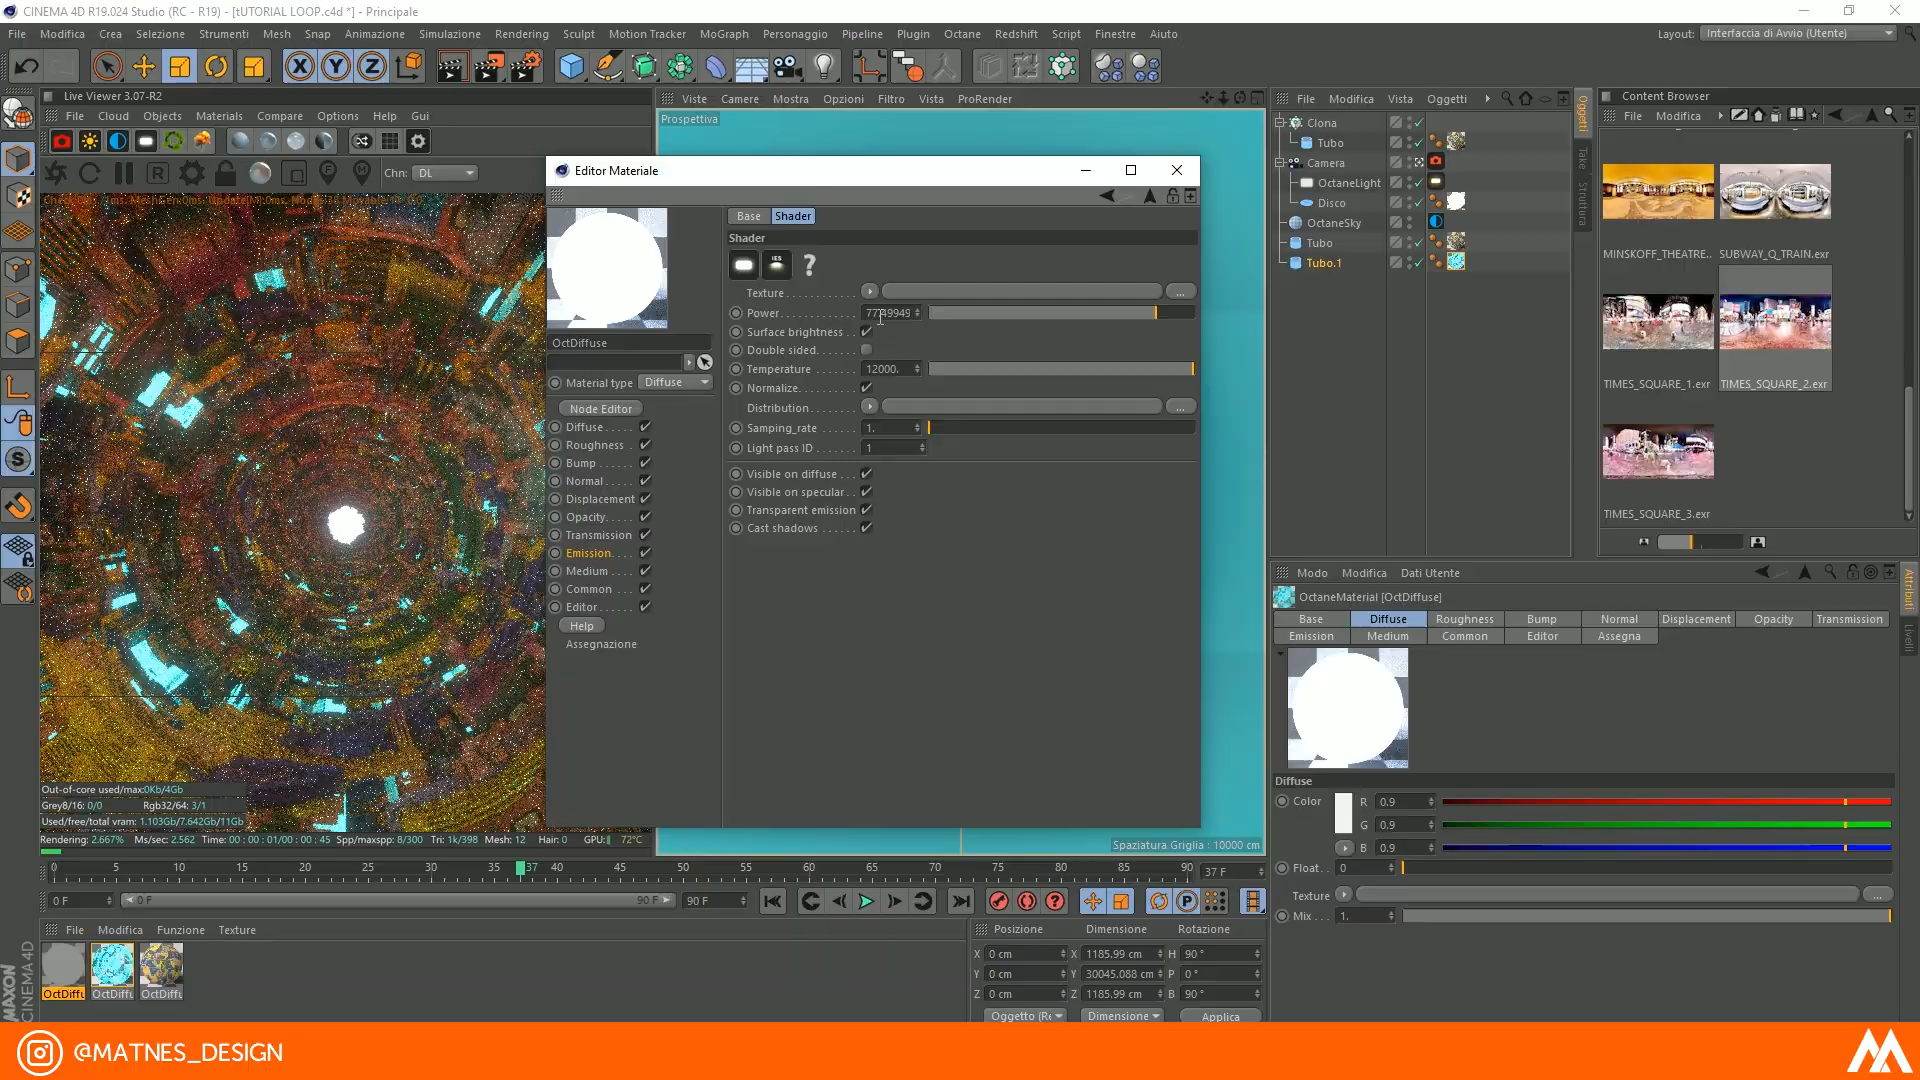 CINEMA 4D R19.024 Studio (RC - R19) - [tUTORIAL LOOP.c4d *] - Principale
File Modifica Crea Selezione Strumenti Mesh Snap Animazione Simulazione Rendering Sculpt Motion Tracker MoGraph Personaggio Pipeline Plugin Octane Redshift Script Finestre Aiuto
Layout: Interfaccia di Avvio (Utente)
Live Viewer 3.07-R2
File Cloud Objects Materials Compare Options Help Gui
Chn: DL
Out-of-core used/max:0Kb/4Gb
Grey8/16: 0/0 Rgb32/64: 3/1
Used/free/total vram: 1.103Gb/7.642Gb/11Gb
Rendering: 2.667% Ms/sec: 2.562 Time: 00 : 00 : 01/00 : 00 : 45 Spp/maxspp: 8/300 Tri: 1k/398 Mesh: 12 Hair: 0 GPU: 72°C
Viste Camere Mostra Opzioni Filtro Vista ProRender
Prospettiva
Spaziatura Griglia : 10000 cm
Editor Materiale
OctDiffuse
Material type Diffuse
Node Editor
Diffuse
Roughness
Bump
Normal
Displacement
Opacity
Transmission
Emission
Medium
Common
Editor
Help
Assegnazione
Base Shader
Shader
IES ?
Texture ...
Power
Surface brightness
Double sided
Temperature 12000.
Normalize
Distribution ...
Samping_rate 1.
Light pass ID 1
Visible on diffuse
Visible on specular
Transparent emission
Cast shadows
File Modifica Vista Oggetti
Clona
Tubo
Camera
OctaneLight
Disco
OctaneSky
Tubo
Tubo.1
Oggetti
Take
Struttura
Content Browser
File Modifica
MINSKOFF_THEATRE.. SUBWAY_Q_TRAIN.exr
TIMES_SQUARE_1.exr TIMES_SQUARE_2.exr
TIMES_SQUARE_3.exr
Modo Modifica Dati Utente
OctaneMaterial [OctDiffuse]
Base Diffuse Roughness Bump Normal Displacement Opacity Transmission
Emission Medium Common Editor Assegna
Attributi
Livelli
Diffuse
Color R 0.9
G 0.9
B 0.9
Float 0
Texture ...
Mix 1.
0 5 10 15 20 25 30 35 37 40 45 50 55 60 65 70 75 80 85 90 37 F
0 F 0 F 90 F 90 F
File Modifica Funzione Texture
OctDiffu OctDiffu OctDiffu
MAXON CINEMA 4D
Posizione Dimensione Rotazione
X 0 cm X 1185.99 cm H 90 °
Y 0 cm Y 30045.088 cm P 0 °
Z 0 cm Z 1185.99 cm B 90 °
Oggetto (Re Dimensione Applica
@MATNES_DESIGN